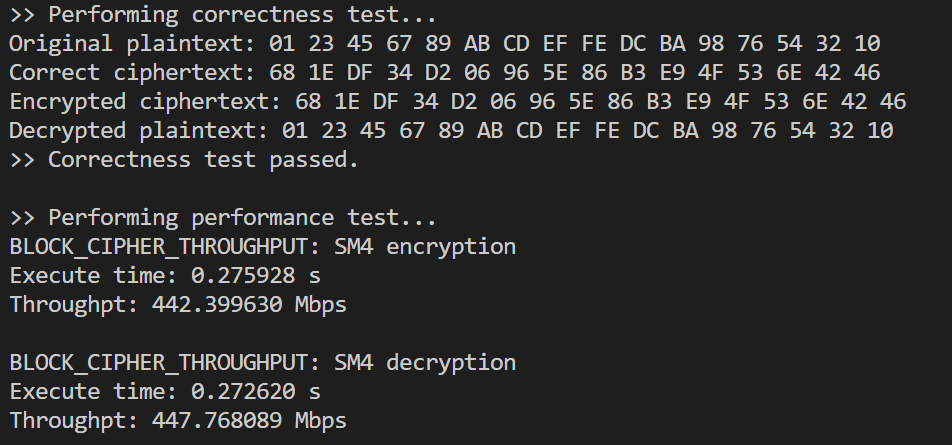 >> Performing correctness test...
Original plaintext: 01 23 45 67 89 AB CD EF FE DC BA 98 76 54 32 10
Correct ciphertext: 68 1E DF 34 D2 06 96 5E 86 B3 E9 4F 53 6E 42 46
Encrypted ciphertext: 68 1E DF 34 D2 06 96 5E 86 B3 E9 4F 53 6E 42 46
Decrypted plaintext: 01 23 45 67 89 AB CD EF FE DC BA 98 76 54 32 10
>> Correctness test passed.

>> Performing performance test...
BLOCK_CIPHER_THROUGHPUT: SM4 encryption
Execute time: 0.275928 s
Throughpt: 442.399630 Mbps

BLOCK_CIPHER_THROUGHPUT: SM4 decryption
Execute time: 0.272620 s
Throughpt: 447.768089 Mbps